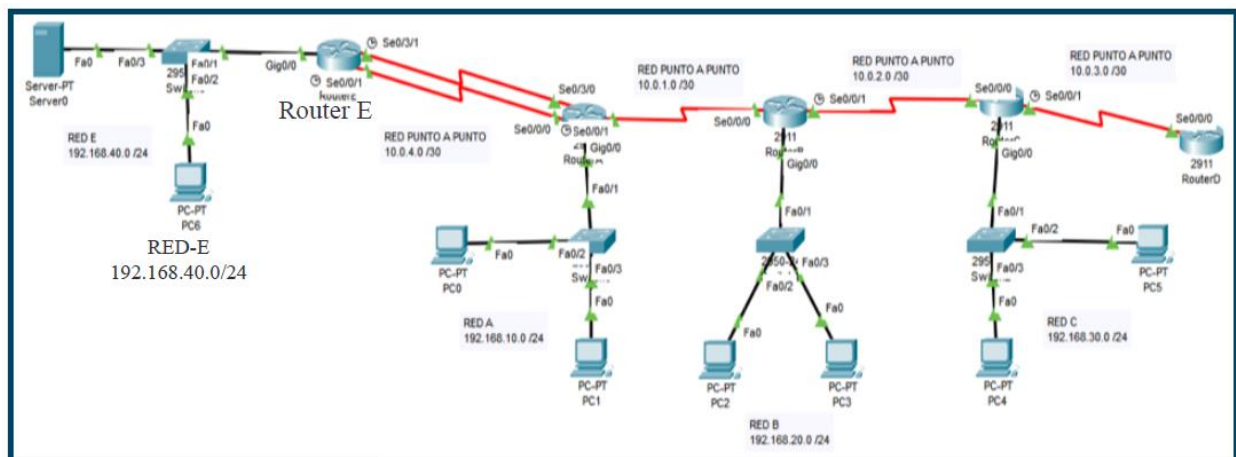 Server-PT
Server0
Fa0
Fa0/3
Fa0/1
Fa0/2
Gig0/0
Se0/3/1
Se0/0/1
Router E
Fa0
PC-PT
PC6
RED E
192.168.40.0 /24
RED-E
192.168.40.0/24
RED PUNTO A PUNTO
10.0.4.0 /30
Se0/3/0
Se0/0/0
Se0/0/1
Gig0/0
RED PUNTO A PUNTO
10.0.1.0 /30
Fa0/1
Fa0/2
Fa0/3
Fa0
PC-PT
PC0
Fa0
PC-PT
PC1
RED A
192.168.10.0 /24
Se0/0/0
Se0/0/1
2911
Gig0/0
RED PUNTO A PUNTO
10.0.2.0 /30
Fa0/1
Fa0/3
Fa0/2
Fa0
Fa0
PC-PT
PC2
PC-PT
PC3
RED B
192.168.20.0 /24
Se0/0/0
Se0/0/1
2911
Gig0/0
RED PUNTO A PUNTO
10.0.3.0 /30
Se0/0/0
2911
RouterD
Fa0/1
Fa0/2
Fa0
Fa0/3
Fa0
PC-PT
PC5
PC-PT
PC4
RED C
192.168.30.0 /24